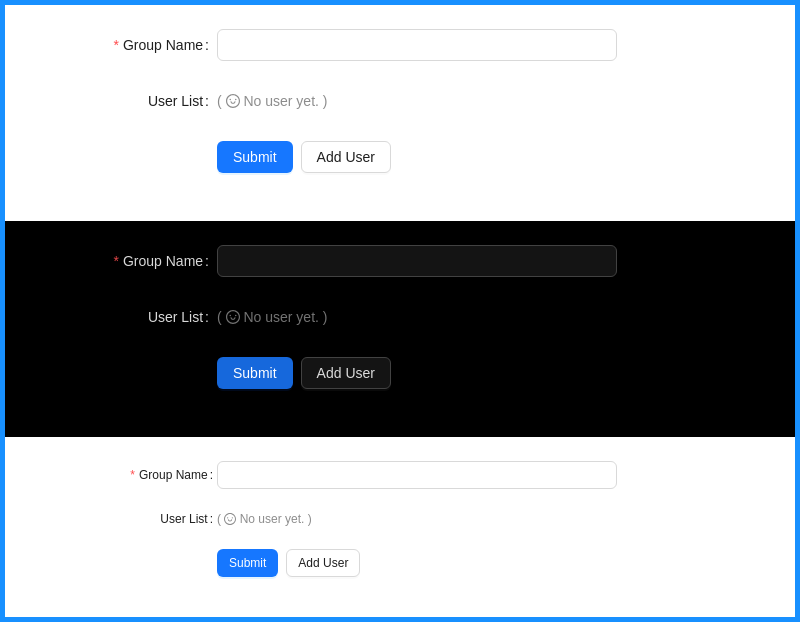 * Group Name:
User List: ( No user yet. )
Submit Add User
* Group Name:
User List: ( No user yet. )
Submit Add User
* Group Name:
User List: ( No user yet. )
Submit Add User